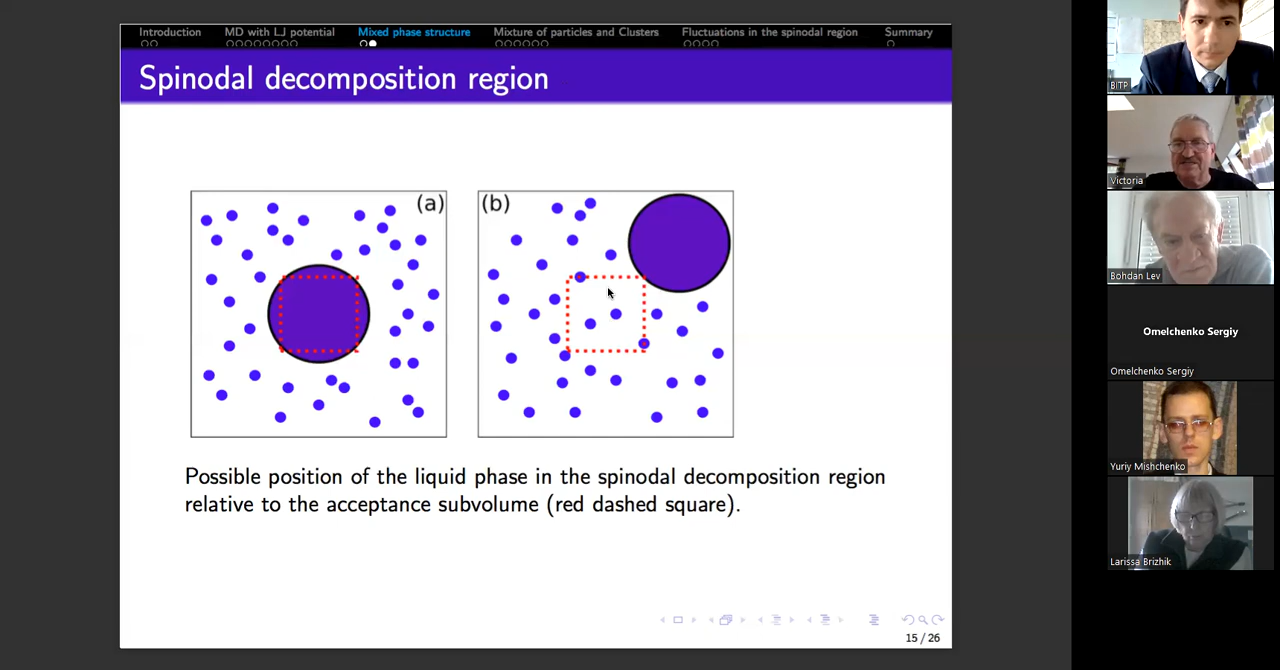 Introduction
MD with LJ potential
Mixed phase structure
Mixture of particles and Clusters
Fluctuations in the spinodal region
Summary
Spinodal decomposition region
(a)
(b)
Possible position of the liquid phase in the spinodal decomposition region
relative to the acceptance subvolume (red dashed square).
15 / 26
BITP
Victoria
Bohdan Lev
Omelchenko Sergiy
Omelchenko Sergiy
Yuriy Mishchenko
Larissa Brizhik